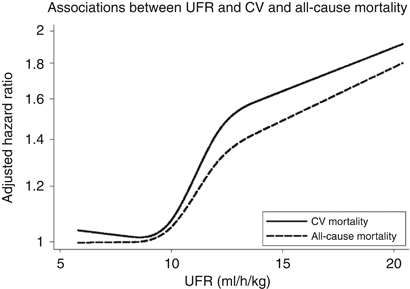 Associations between UFR and CV and all-cause mortality
2
1.8
1.6
1.4
1.2
1
Adjusted hazard ratio
CV mortality
All-cause mortality
5
10
15
20
UFR (ml/h/kg)